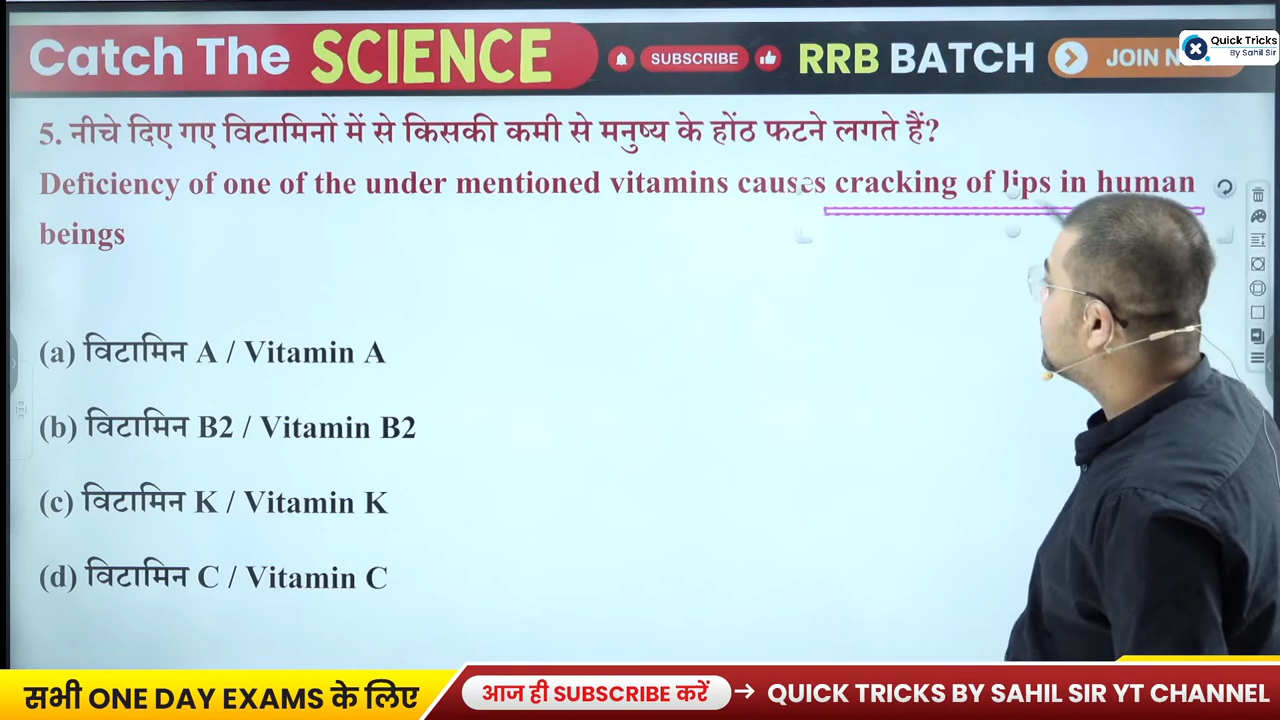 Catch The SCIENCE
SUBSCRIBE
RRB BATCH
JOIN
Quick Tricks
By Sahil Sir
5. नीचे दिए गए विटामिनों में से किसकी कमी से मनुष्य के होंठ फटने लगते हैं?
Deficiency of one of the under mentioned vitamins causes cracking of lips in human
beings
(a) विटामिन A / Vitamin A
(b) विटामिन B2 / Vitamin B2
(c) विटामिन K / Vitamin K
(d) विटामिन C / Vitamin C
सभी ONE DAY EXAMS के लिए
आज ही SUBSCRIBE करें
QUICK TRICKS BY SAHIL SIR YT CHANNEL